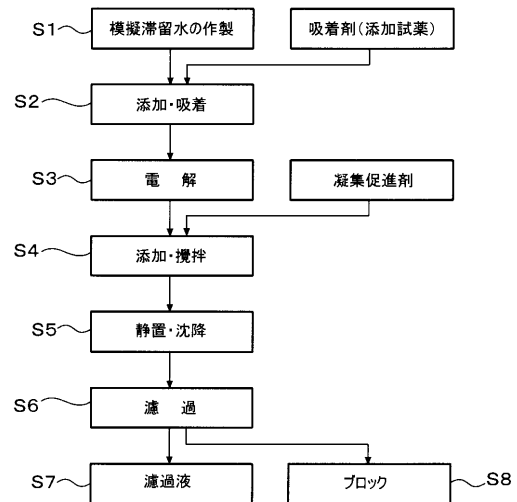 S1 模擬滞留水の作製 吸着剤(添加試薬)
S2 添加・吸着
S3 電 解 凝集促進剤
S4 添加・攪拌
S5 静置・沈降
S6 濾 過
S7 濾過液 ブロック S8